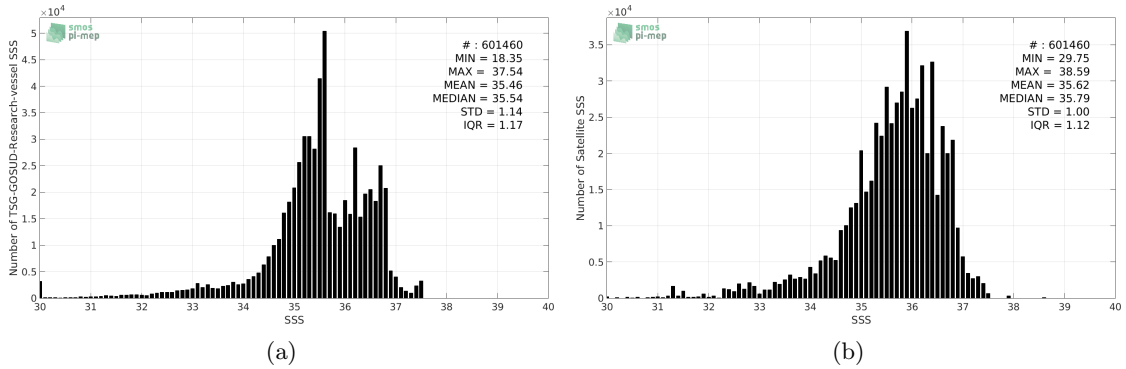 ×10⁴
smos
pi-mep
# : 601460
MIN = 18.35
MAX = 37.54
MEAN = 35.46
MEDIAN = 35.54
STD = 1.14
IQR = 1.17
Number of TSG-GOSUD-Research-vessel SSS
5
4.5
4
3.5
3
2.5
2
1.5
1
0.5
0
30 31 32 33 34 35 36 37 38 39 40
SSS
(a)
×10⁴
smos
pi-mep
# : 601460
MIN = 29.75
MAX = 38.59
MEAN = 35.62
MEDIAN = 35.79
STD = 1.00
IQR = 1.12
Number of Satellite SSS
3.5
3
2.5
2
1.5
1
0.5
0
30 31 32 33 34 35 36 37 38 39 40
SSS
(b)